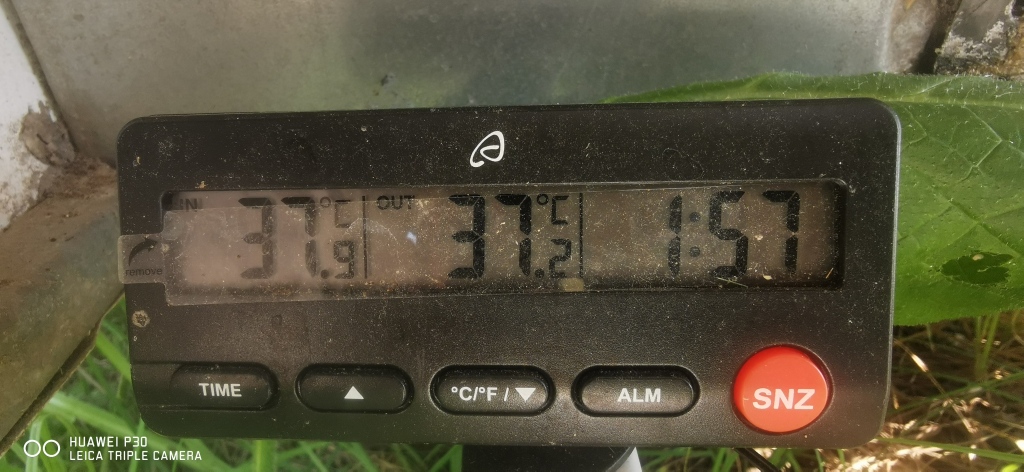 IN 37.9 °C OUT 37.2 °C 1:57
remove
TIME ▲ °C/°F / ▼ ALM SNZ
HUAWEI P30
LEICA TRIPLE CAMERA